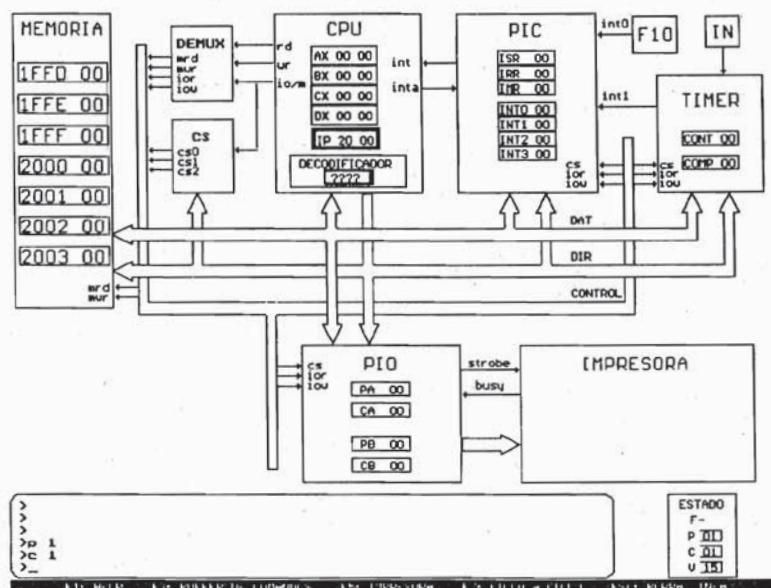 MEMORIA
1FFD 00
1FFE 00
1FFF 00
2000 00
2001 00
2002 00
2003 00
mrd
mwr
DEMUX
mrd
mwr
ior
iow
CS
cs0
cs1
cs2
CPU
rd
wr
io/m
AX 00 00
BX 00 00
CX 00 00
DX 00 00
IP 20 00
DECODIFICADOR
????
int
inta
PIC
ISR 00
IRR 00
IMR 00
INT0 00
INT1 00
INT2 00
INT3 00
cs
ior
iow
int0
F10
IN
int1
TIMER
CONT 00
COMP 00
cs
ior
iow
DAT
DIR
CONTROL
PIO
cs
ior
iow
PA 00
CA 00
PB 00
CB 00
strobe
busy
IMPRESORA
>
>
>
>p 1
>c 1
>_
ESTADO
F-
P 01
C 01
V 15